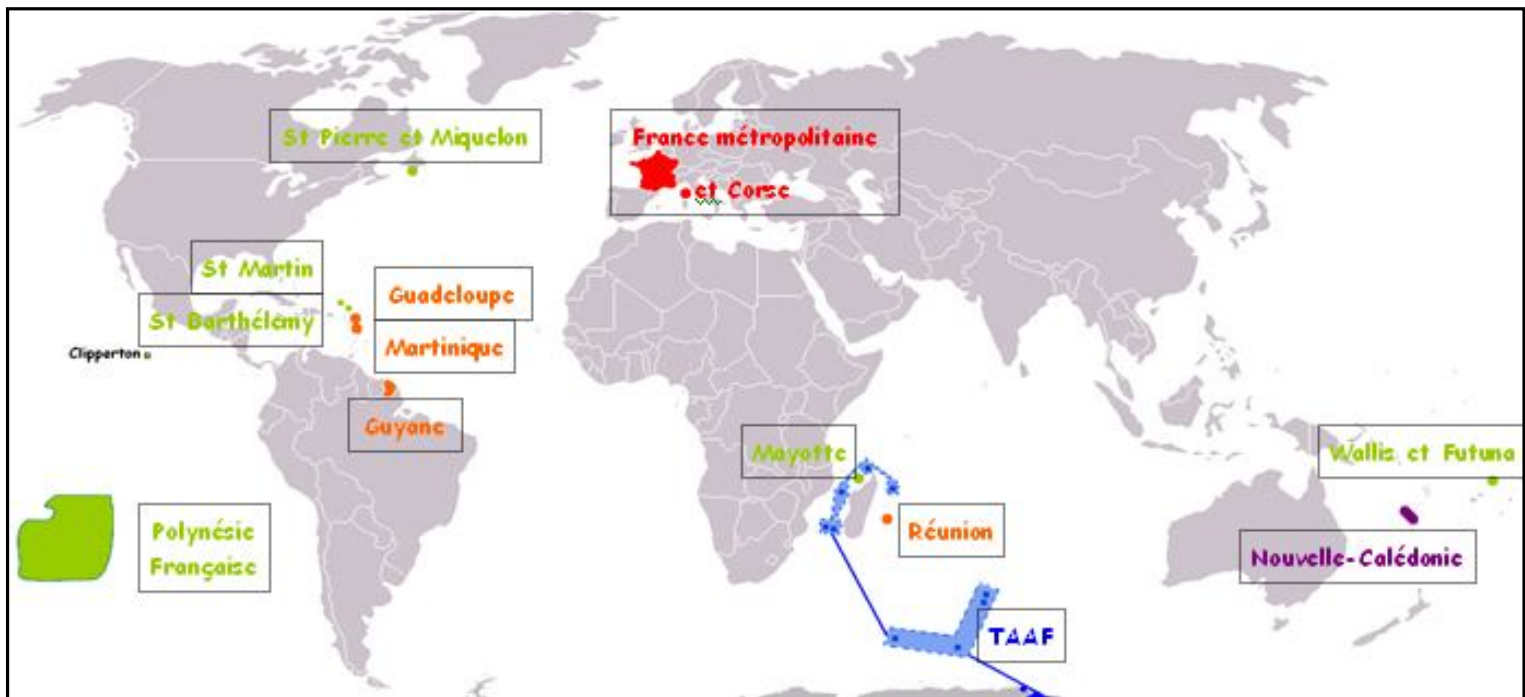 St Pierre et Miquelon
France métropolitaine
et Corse
St Martin
Guadeloupe
St Barthélémy
Martinique
Clipperton
Guyane
Mayotte
Wallis et Futuna
Polynésie
Française
Réunion
Nouvelle-Calédonie
TAAF